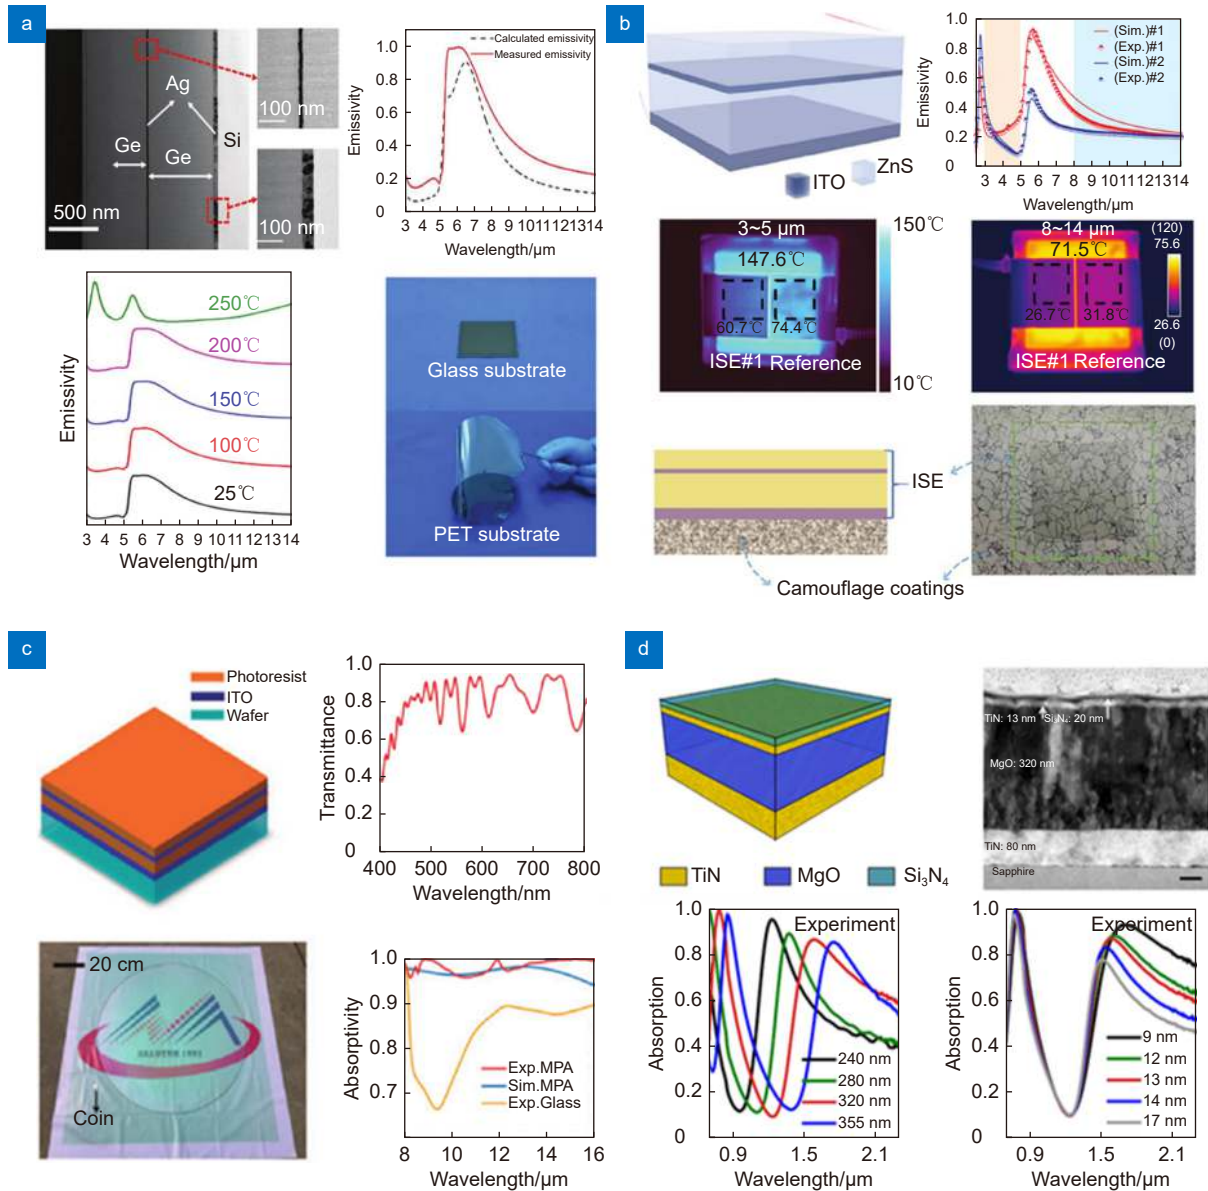 a
Ag
Ge
Ge
Si
500 nm
100 nm
100 nm
1.0
0.8
0.6
0.4
0.2
0
Emissivity
Calculated emissivity
Measured emissivity
3 4 5 6 7 8 9 10 11 12 13 14
Wavelength/μm
250℃
200℃
150℃
100℃
25℃
Emissivity
3 4 5 6 7 8 9 10 11 12 13 14
Wavelength/μm
Glass substrate
PET substrate
b
ITO
ZnS
1.0
0.8
0.6
0.4
0.2
0
Emissivity
(Sim.)#1
(Exp.)#1
(Sim.)#2
(Exp.)#2
3 4 5 6 7 8 9 10 11 12 13 14
Wavelength/μm
3~5 μm
147.6℃
60.7℃ 74.4℃
ISE#1 Reference
150℃
10℃
8~14 μm
71.5℃
26.7℃ 31.8℃
ISE#1 Reference
(120)
75.6
26.6
(0)
ISE
Camouflage coatings
c
Photoresist
ITO
Wafer
1.0
0.8
0.6
0.4
0.2
0
Transmittance
400 500 600 700 800
Wavelength/nm
20 cm
Coin
1.0
0.9
0.8
0.7
Absorptivity
Exp.MPA
Sim.MPA
Exp.Glass
8 10 12 14 16
Wavelength/μm
d
TiN
MgO
Si₃N₄
TiN: 13 nm
Si₃N₄: 20 nm
MgO: 320 nm
TiN: 80 nm
Sapphire
1.0
0.8
0.6
0.4
0.2
0
Absorption
Experiment
240 nm
280 nm
320 nm
355 nm
0.9 1.5 2.1
Wavelength/μm
1.0
0.8
0.6
0.4
0.2
0
Absorption
Experiment
9 nm
12 nm
13 nm
14 nm
17 nm
0.9 1.5 2.1
Wavelength/μm